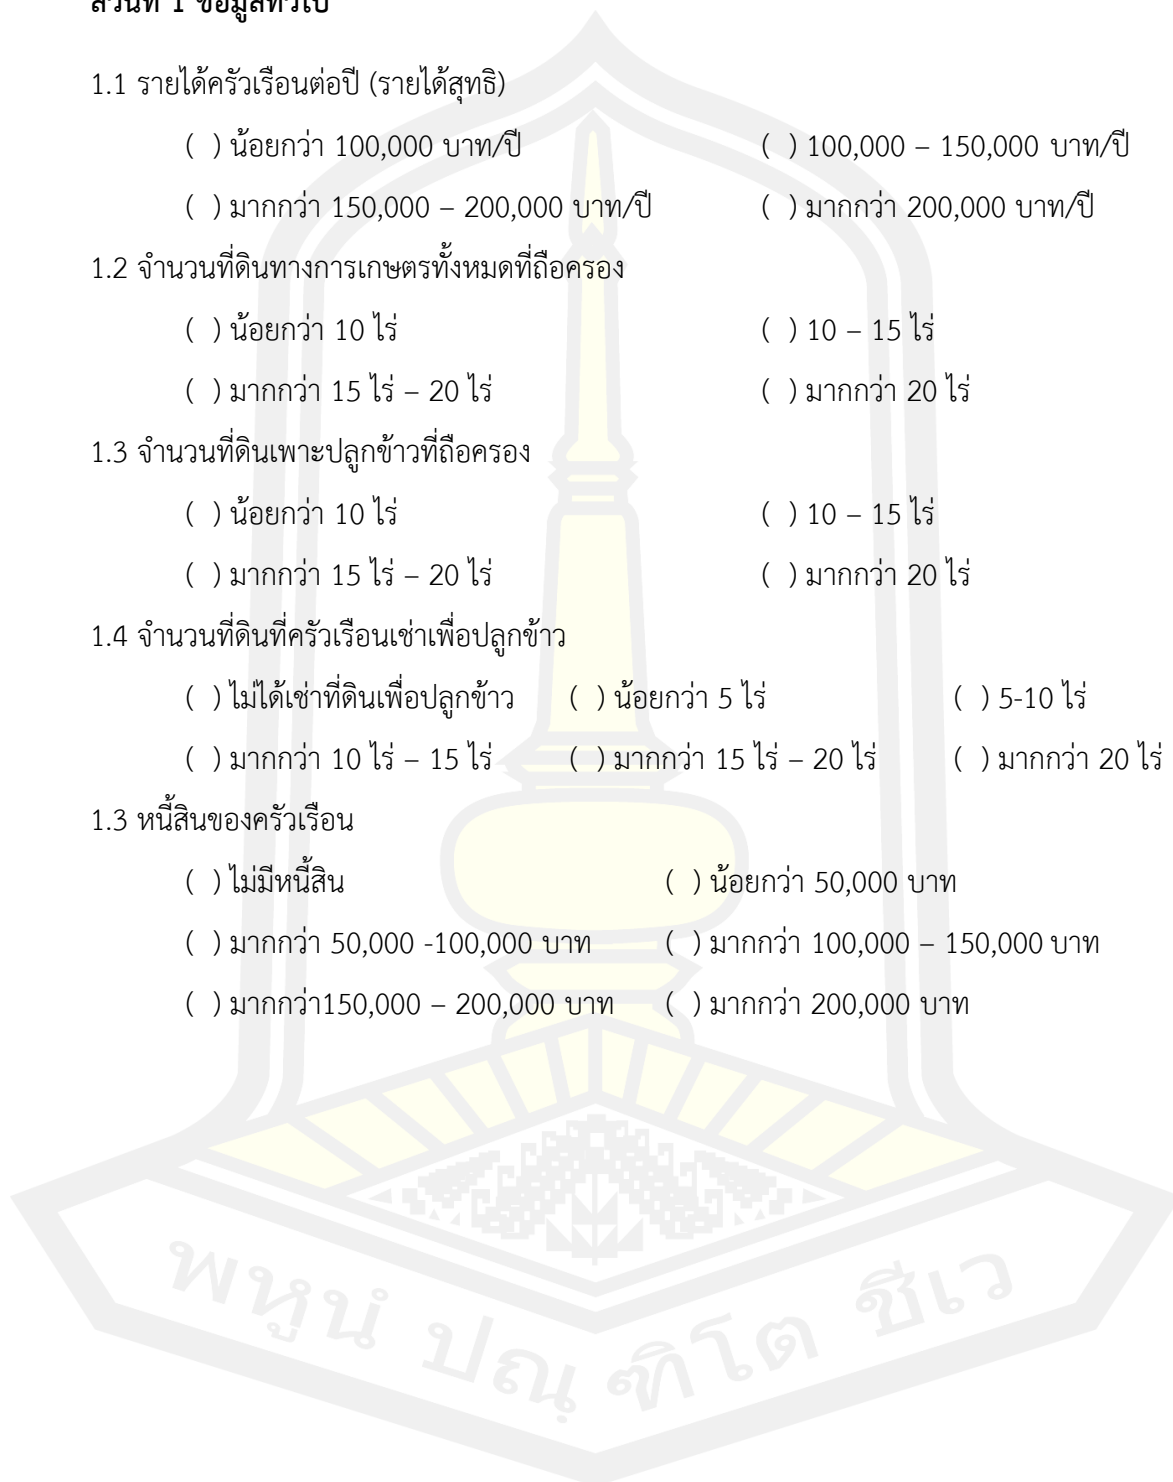 ส่วนที่ 1 ข้อมูลทั่วไป
1.1 รายได้ครัวเรือนต่อปี (รายได้สุทธิ)
( ) น้อยกว่า 100,000 บาท/ปี ( ) 100,000 – 150,000 บาท/ปี
( ) มากกว่า 150,000 – 200,000 บาท/ปี ( ) มากกว่า 200,000 บาท/ปี
1.2 จำนวนที่ดินทางการเกษตรทั้งหมดที่ถือครอง
( ) น้อยกว่า 10 ไร่ ( ) 10 – 15 ไร่
( ) มากกว่า 15 ไร่ – 20 ไร่ ( ) มากกว่า 20 ไร่
1.3 จำนวนที่ดินเพาะปลูกข้าวที่ถือครอง
( ) น้อยกว่า 10 ไร่ ( ) 10 – 15 ไร่
( ) มากกว่า 15 ไร่ – 20 ไร่ ( ) มากกว่า 20 ไร่
1.4 จำนวนที่ดินที่ครัวเรือนเช่าเพื่อปลูกข้าว
( ) ไม่ได้เช่าที่ดินเพื่อปลูกข้าว ( ) น้อยกว่า 5 ไร่ ( ) 5-10 ไร่
( ) มากกว่า 10 ไร่ – 15 ไร่ ( ) มากกว่า 15 ไร่ – 20 ไร่ ( ) มากกว่า 20 ไร่
1.3 หนี้สินของครัวเรือน
( ) ไม่มีหนี้สิน ( ) น้อยกว่า 50,000 บาท
( ) มากกว่า 50,000 -100,000 บาท ( ) มากกว่า 100,000 – 150,000 บาท
( ) มากกว่า150,000 – 200,000 บาท ( ) มากกว่า 200,000 บาท
พหูนํ ปณฺฑิโต ชีเว